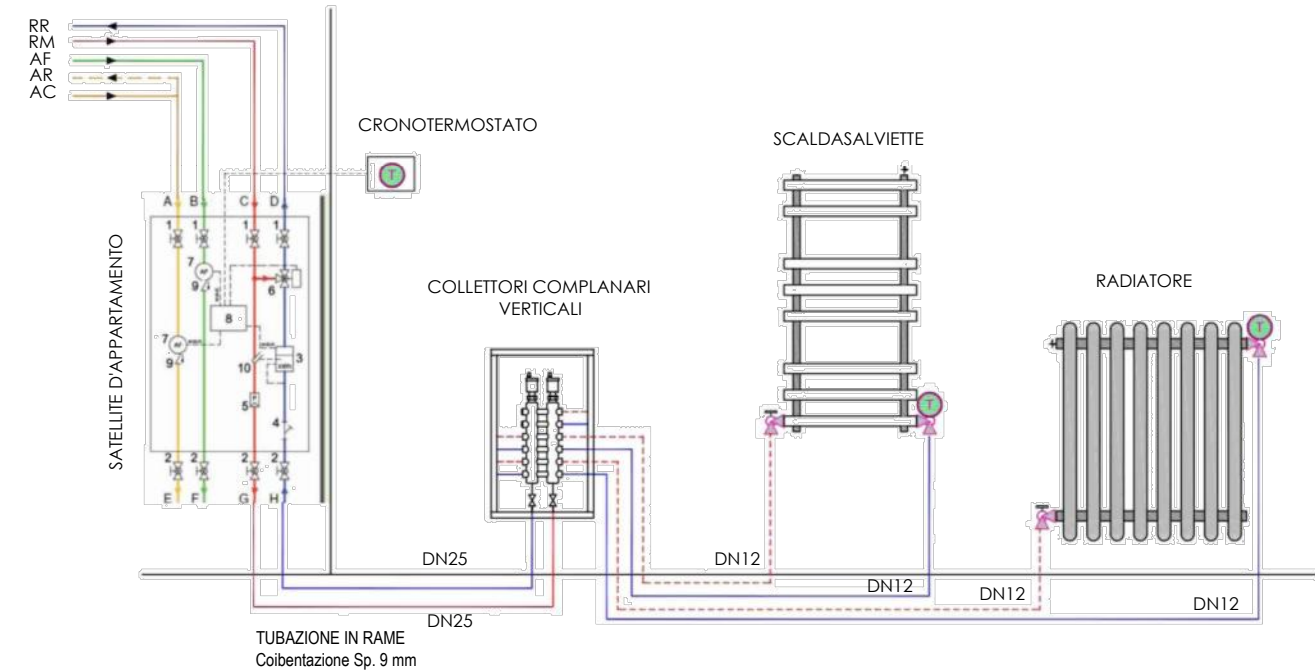 RR
RM
AF
AR
AC
CRONOTERMOSTATO
T
SCALDASALVIETTE
RADIATORE
COLLETTORI COMPLANARI
VERTICALI
SATELLITE D'APPARTAMENTO
A B C D
1 1 1 1
7 AF
9
6
8
7 AF
9
10
3
5
4
2 2 2 2
E F G H
T
T
DN25
DN25
DN12
DN12
DN12
DN12
TUBAZIONE IN RAME
Coibentazione Sp. 9 mm